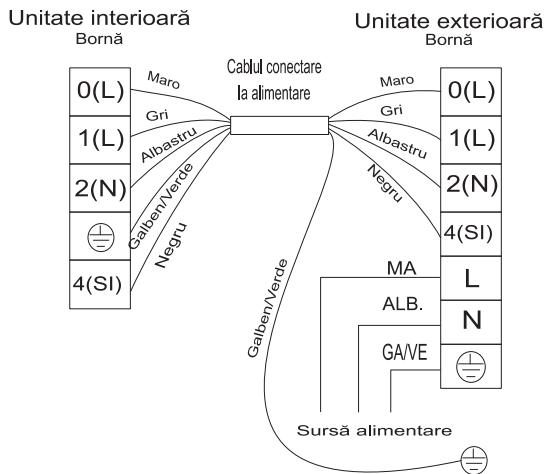 Unitate interioară
Bornă
Unitate exterioară
Bornă
Cablul conectare
la alimentare
0(L)
1(L)
2(N)
4(SI)
Maro
Gri
Albastru
Galben/Verde
Negru
Maro
Gri
Albastru
Negru
Galben/Verde
0(L)
1(L)
2(N)
4(SI)
L
N
MA
ALB.
GA/VE
Sursă alimentare